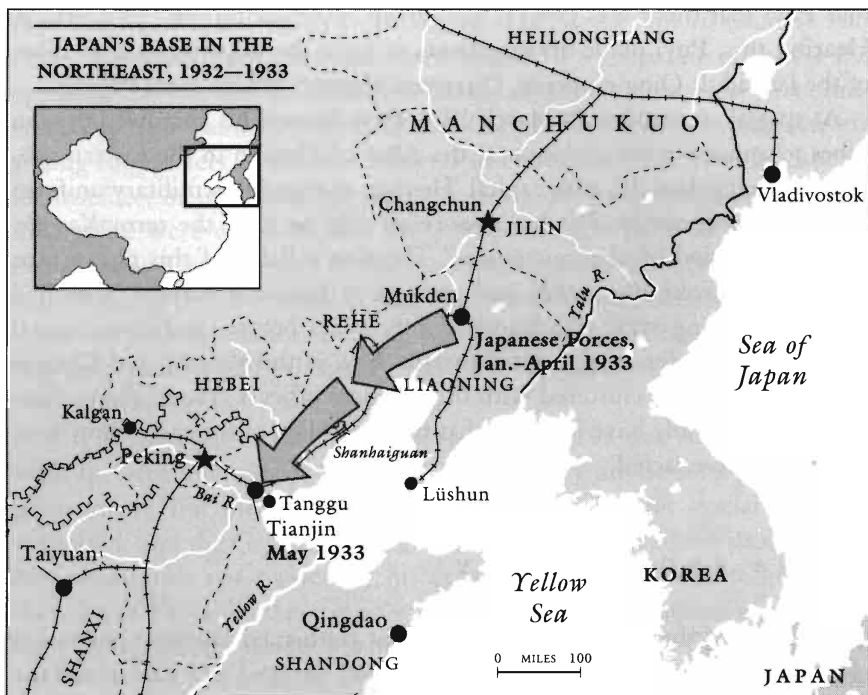 JAPAN'S BASE IN THE
NORTHEAST, 1932—1933
HEILONGJIANG
MANCHUKUO
Vladivostok
Changchun
JILIN
Yalu R.
Mukden
REHE
Japanese Forces,
Jan.–April 1933
Sea of
Japan
LIAONING
HEBEI
Kalgan
Shanhaiguan
Peking
Bai R.
Lüshun
Tanggu
Tianjin
May 1933
Taiyuan
Yellow R.
KOREA
Yellow
Sea
Qingdao
SHANXI
SHANDONG
0 MILES 100
JAPAN